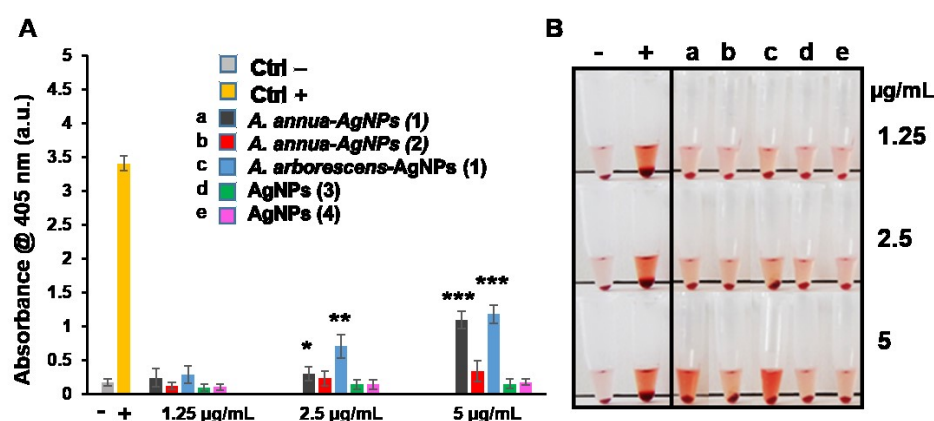 A
Absorbance @ 405 nm (a.u.)
5
4.5
4
3.5
3
2.5
2
1.5
1
0.5
0
Ctrl –
Ctrl +
a A. annua-AgNPs (1)
b A. annua-AgNPs (2)
c A. arborescens-AgNPs (1)
d AgNPs (3)
e AgNPs (4)
* ** *** ***
- + 1.25 µg/mL 2.5 µg/mL 5 µg/mL
B
- + a b c d e
µg/mL
1.25
2.5
5